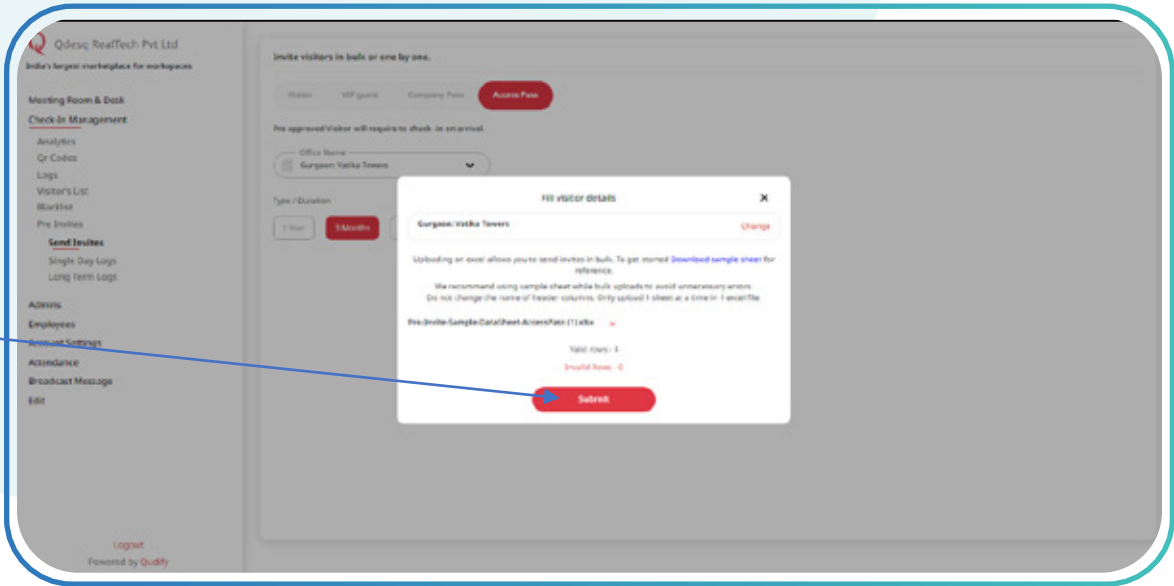 Qdesq RealTech Pvt Ltd
India's largest marketplace for workspaces
Meeting Room & Desk
Check-In Management
Analytics
Qr Codes
Logs
Visitor's List
Blacklist
Pre Invites
Send Invites
Single Day Logs
Long Term Logs
Admins
Employees
Account Settings
Attendance
Broadcast Message
Edit
Logout
Powered by Qudify
Invite visitors in bulk or one by one.
Visitor VIP guest Company Pass Access Pass
Pre approved Visitor will require to check -in on arrival.
Office Name
Gurgaon: Vatika Towers
Type / Duration
1 Year 3 Months
Fill visitor details
Gurgaon: Vatika Towers Change
Uploading an excel allows you to send invites in bulk. To get started Download sample sheet for
reference.
We recommend using sample sheet while bulk uploads to avoid unnecessary errors.
Do not change the name of header columns. Only upload 1 sheet at a time in 1 excel file
Pre-Invite-Sample-DataSheet-AccessPass (1).xlsx
Valid rows - 4
Invalid Rows - 0
Submit